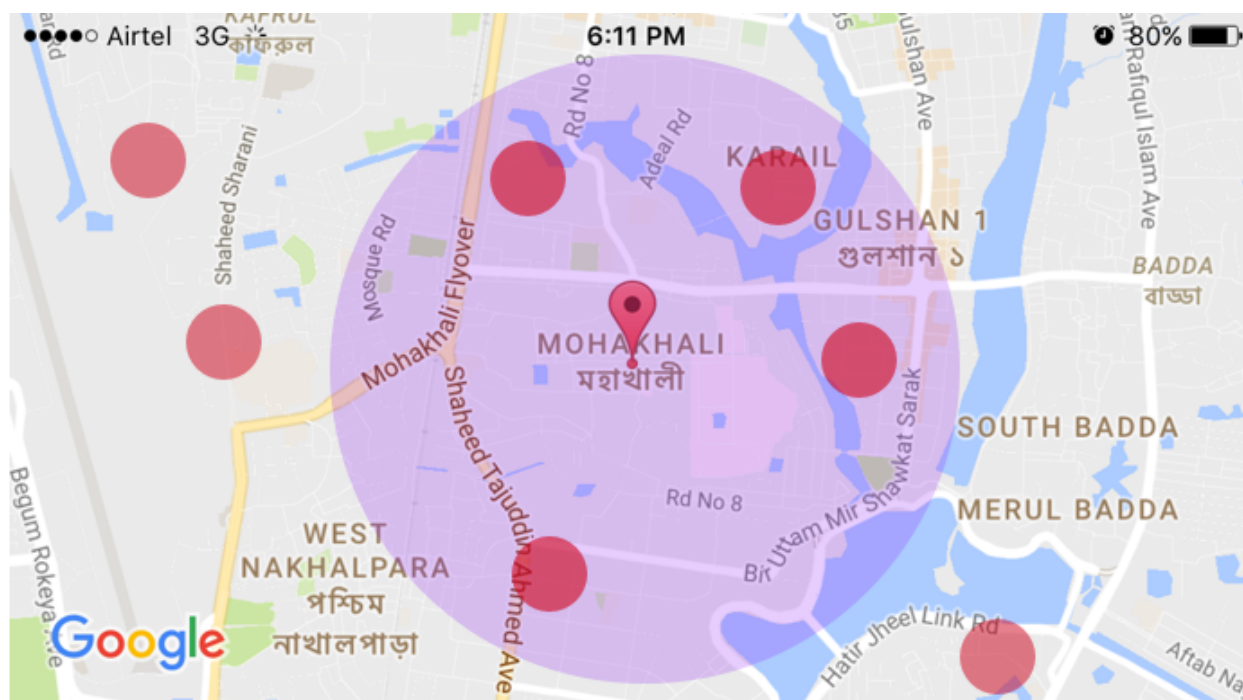 KAFRUL
Airtel 3G
6:11 PM
80%
কাফরুল
Rd No 8
Adeal Rd
Gulshan Ave
Rafiqul Islam Ave
KARAIL
Shaheed Sharani
Mosque Rd
GULSHAN 1
গুলশান ১
BADDA
বাড্ডা
Mohakhali Flyover
MOHAKHALI
মহাখালী
Shaheed Tajuddin Ahmed Ave
SOUTH BADDA
Bir Uttam Mir Shawkat Sarak
Rd No 8
MERUL BADDA
Begum Rokeya Ave
WEST
NAKHALPARA
পশ্চিম
নাখালপাড়া
Google
Hatir Jheel Link Rd
Aftab Na